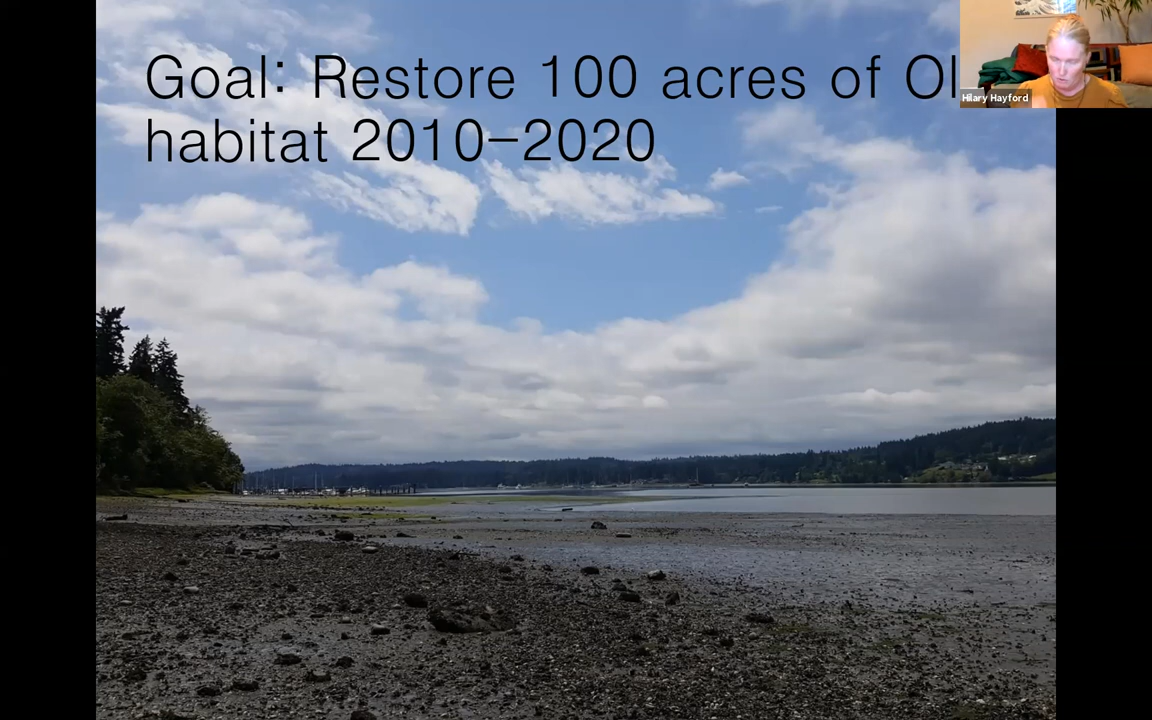 Goal: Restore 100 acres of Ol
habitat 2010–2020
Hilary Hayford